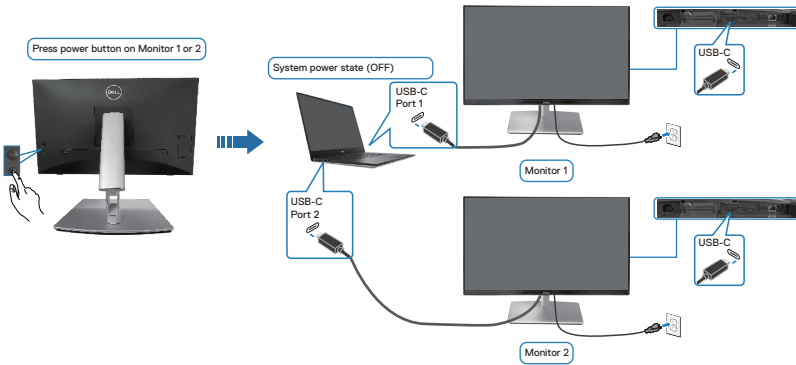 Press power button on Monitor 1 or 2
DELL
System power state (OFF)
USB-C
Port 1
USB-C
Monitor 1
USB-C
Port 2
USB-C
Monitor 2